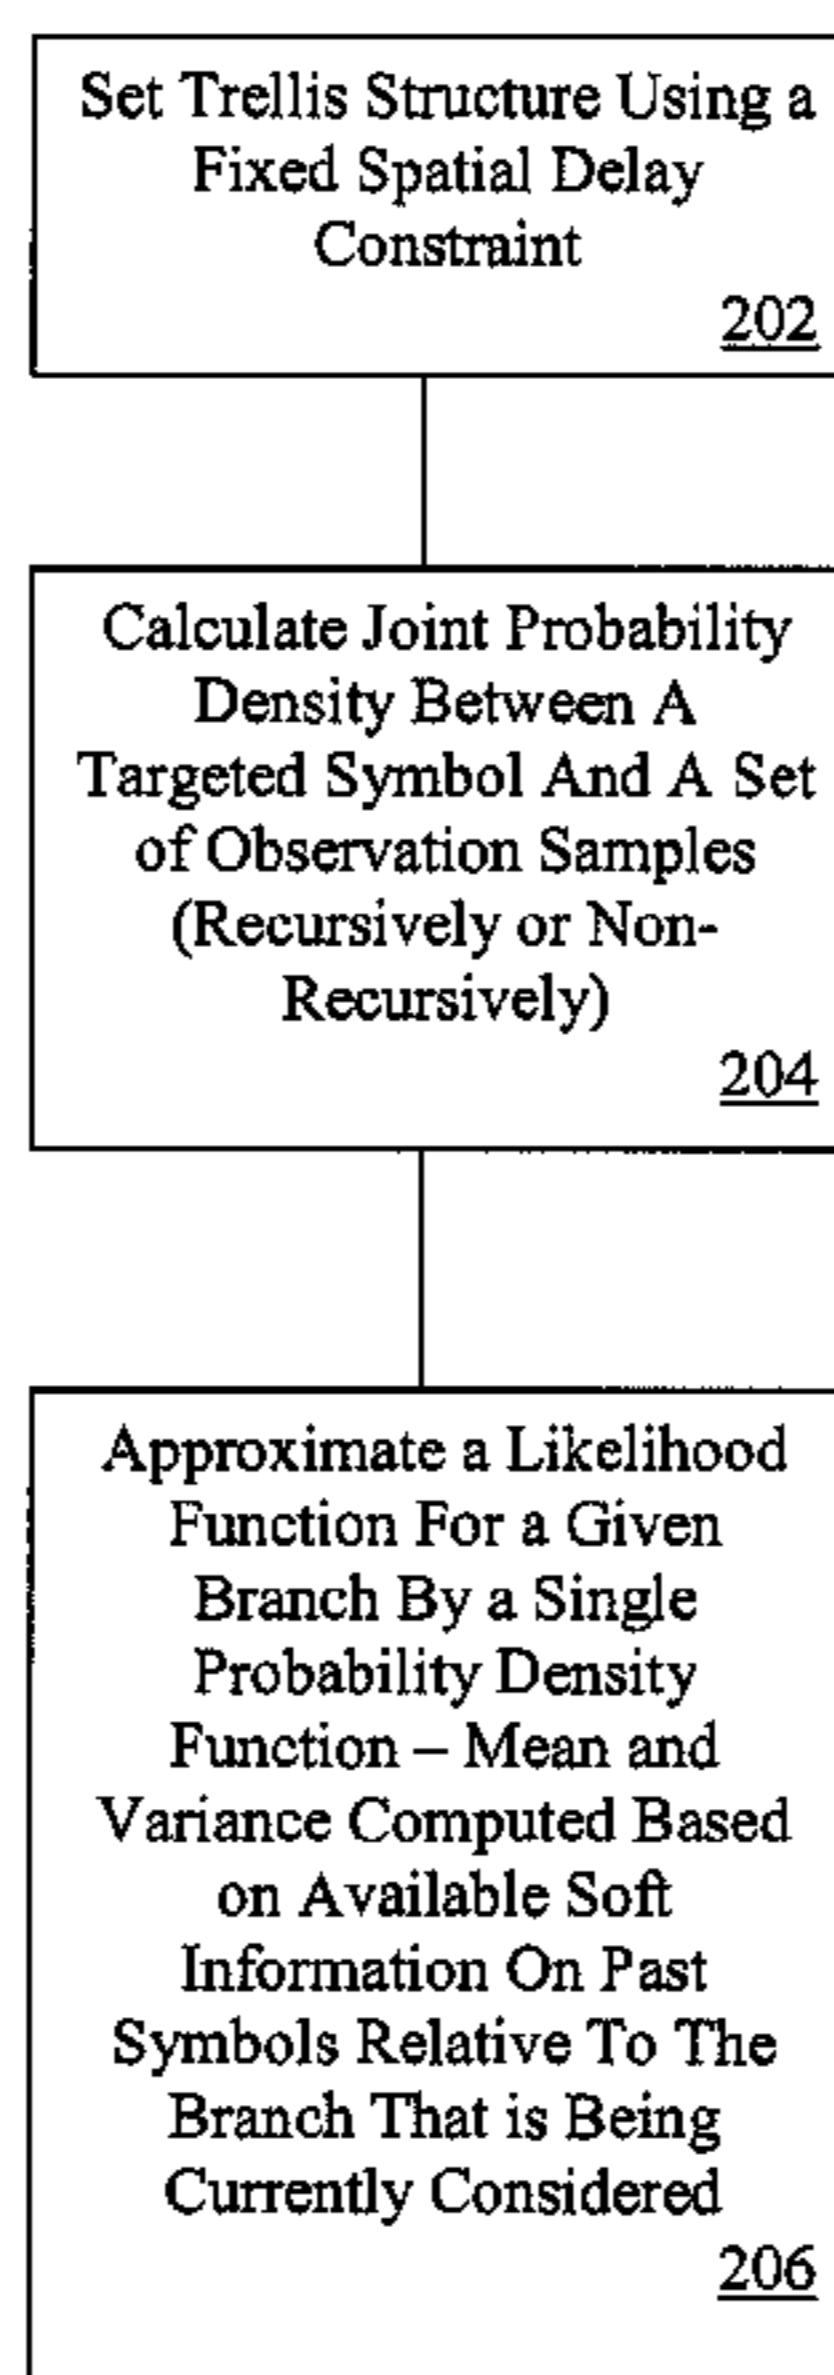 Set Trellis Structure Using a
Fixed Spatial Delay
Constraint
202
Calculate Joint Probability
Density Between A
Targeted Symbol And A Set
of Observation Samples
(Recursively or Non-
Recursively)
204
Approximate a Likelihood
Function For a Given
Branch By a Single
Probability Density
Function – Mean and
Variance Computed Based
on Available Soft
Information On Past
Symbols Relative To The
Branch That is Being
Currently Considered
206